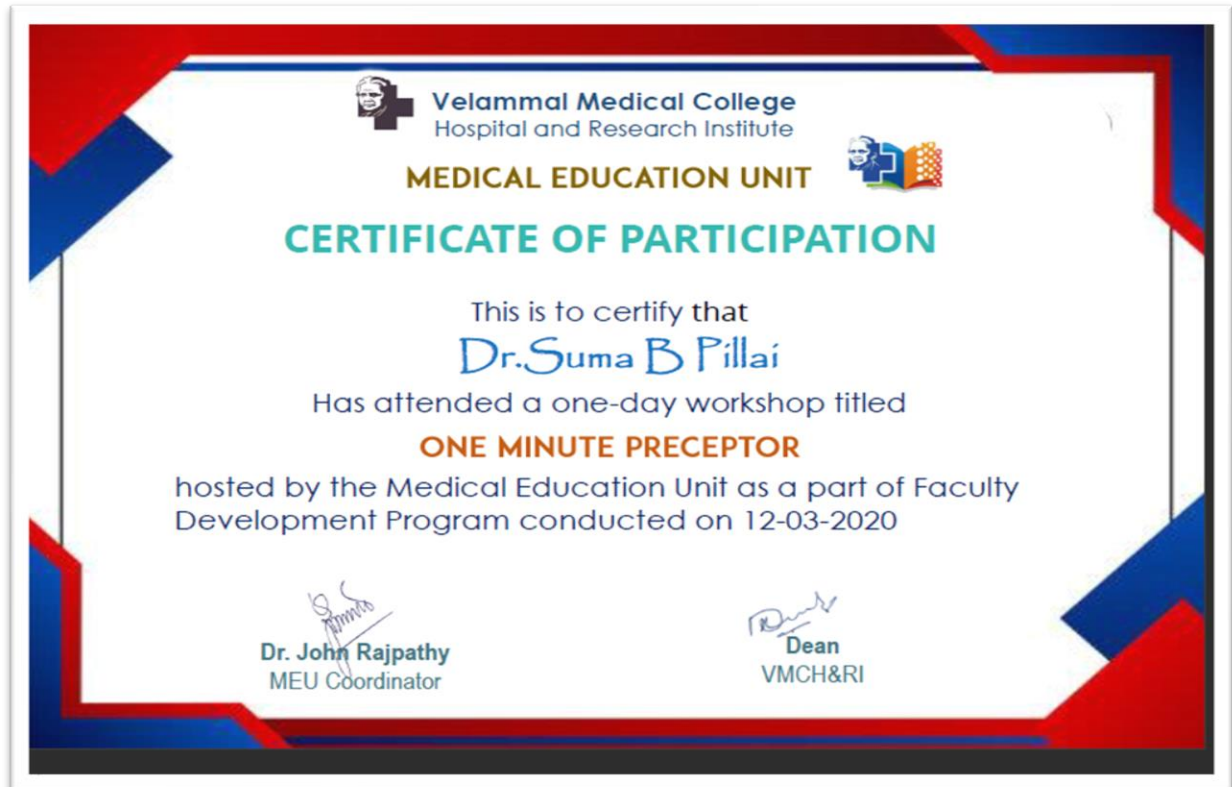 Velammal Medical College
Hospital and Research Institute
MEDICAL EDUCATION UNIT
CERTIFICATE OF PARTICIPATION
This is to certify that
Dr.Suma B Pillai
Has attended a one-day workshop titled
ONE MINUTE PRECEPTOR
hosted by the Medical Education Unit as a part of Faculty
Development Program conducted on 12-03-2020
Dr. John Rajpathy
MEU Coordinator
Dean
VMCH&RI